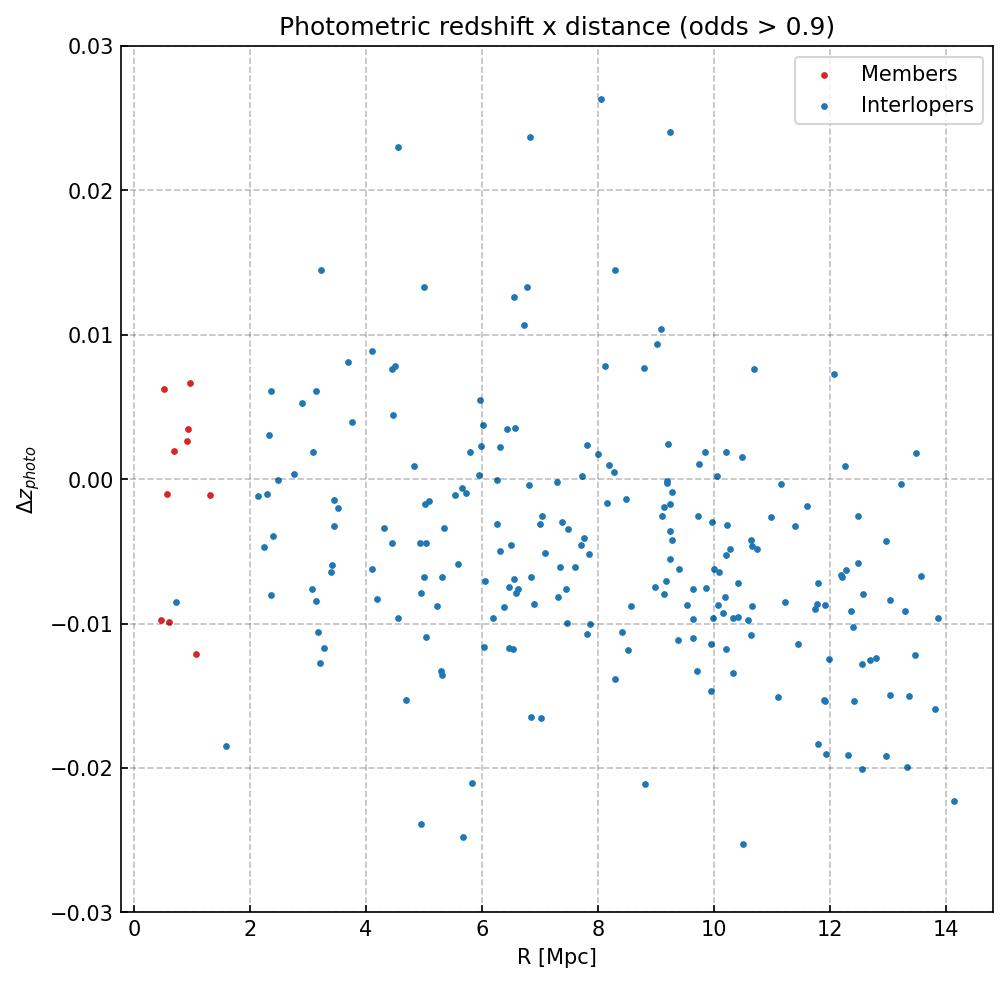 Photometric redshift x distance (odds > 0.9)
Members
Interlopers
0.03
0.02
0.01
0.00
−0.01
−0.02
−0.03
Δz_photo
0 2 4 6 8 10 12 14
R [Mpc]